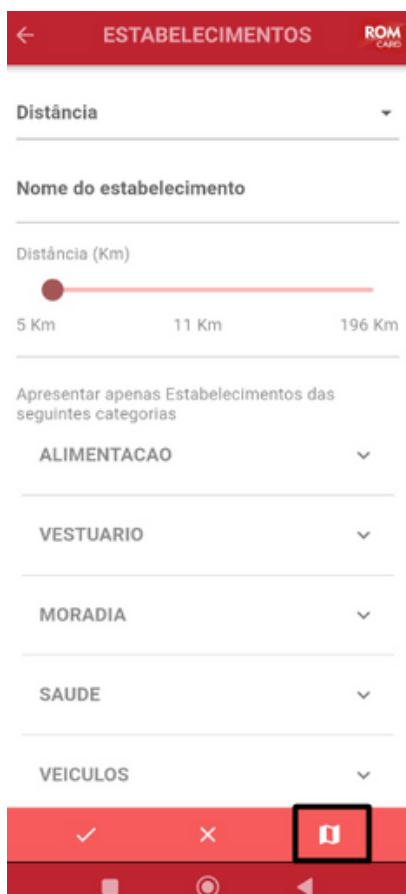 ESTABELECIMENTOS
ROM
CARD
Distância
Nome do estabelecimento
Distância (Km)
5 Km 11 Km 196 Km
Apresentar apenas Estabelecimentos das
seguintes categorias
ALIMENTACAO
VESTUARIO
MORADIA
SAUDE
VEICULOS